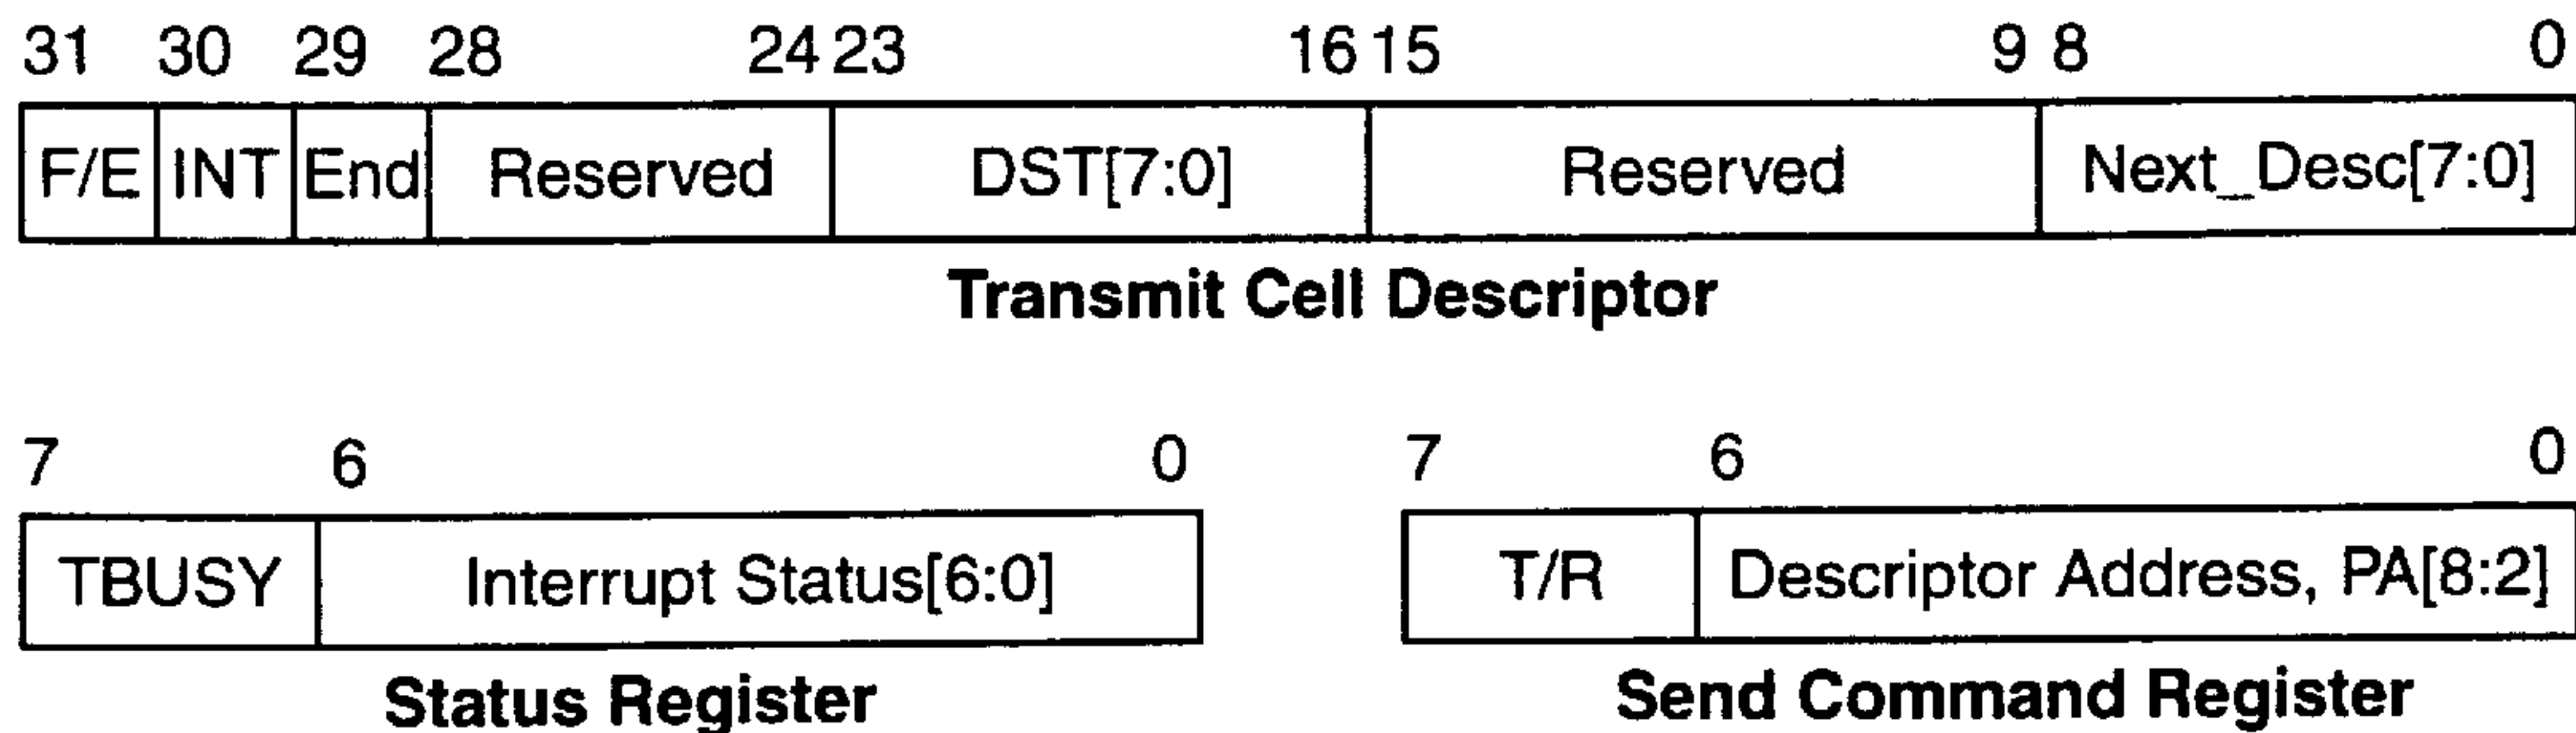 31 30 29 28 24 23 16 15 9 8 0
F/E INT End Reserved DST[7:0] Reserved Next_Desc[7:0]
Transmit Cell Descriptor
7 6 0 7 6 0
TBUSY Interrupt Status[6:0] T/R Descriptor Address, PA[8:2]
Status Register Send Command Register